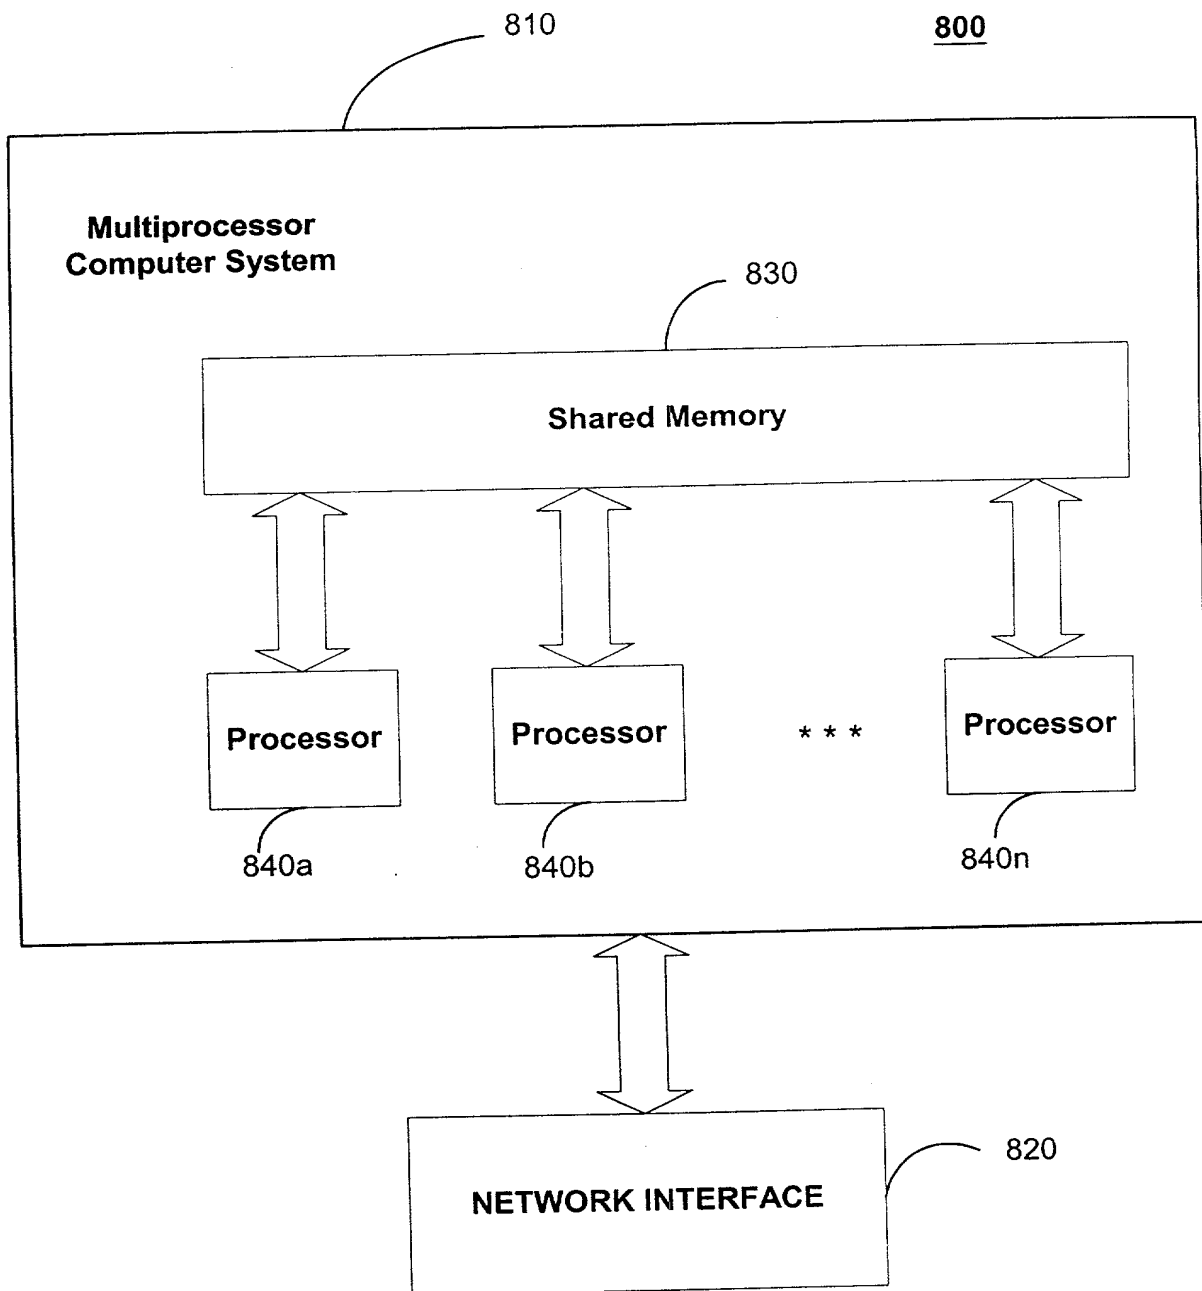 810
800
Multiprocessor
Computer System
830
Shared Memory
Processor
Processor
* * *
Processor
840a
840b
840n
820
NETWORK INTERFACE